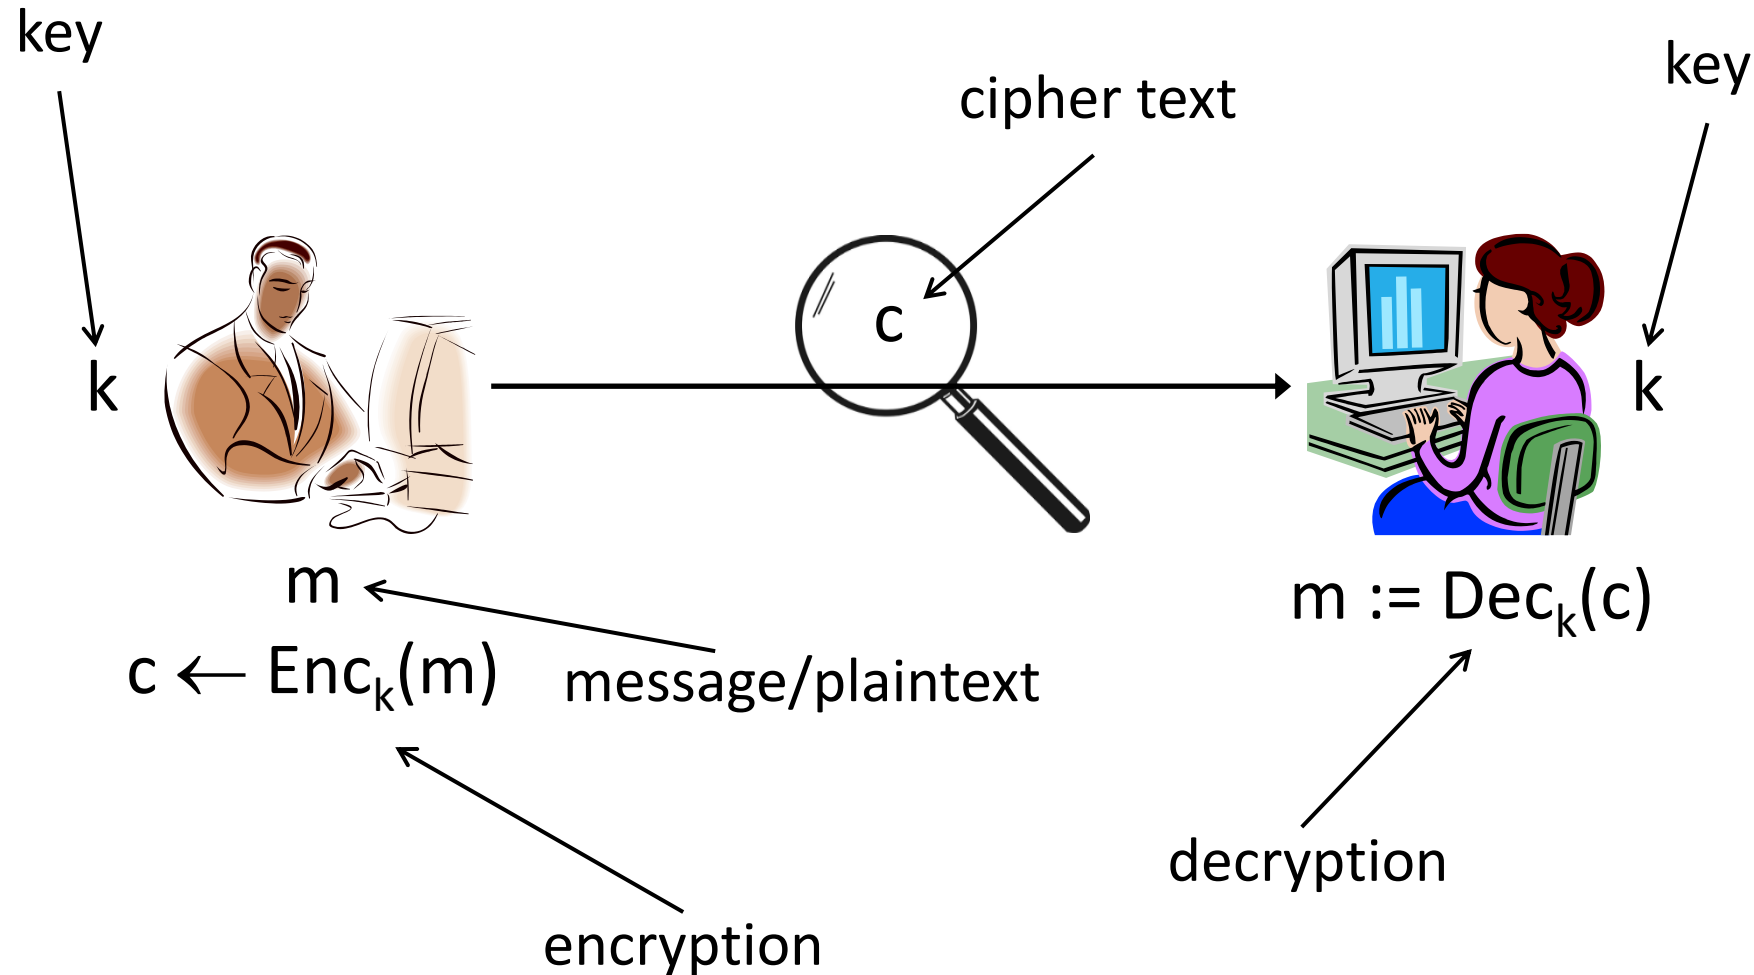 key
key
cipher text
c
k
k
m
m := Decₖ(c)
c ← Encₖ(m)
message/plaintext
decryption
encryption